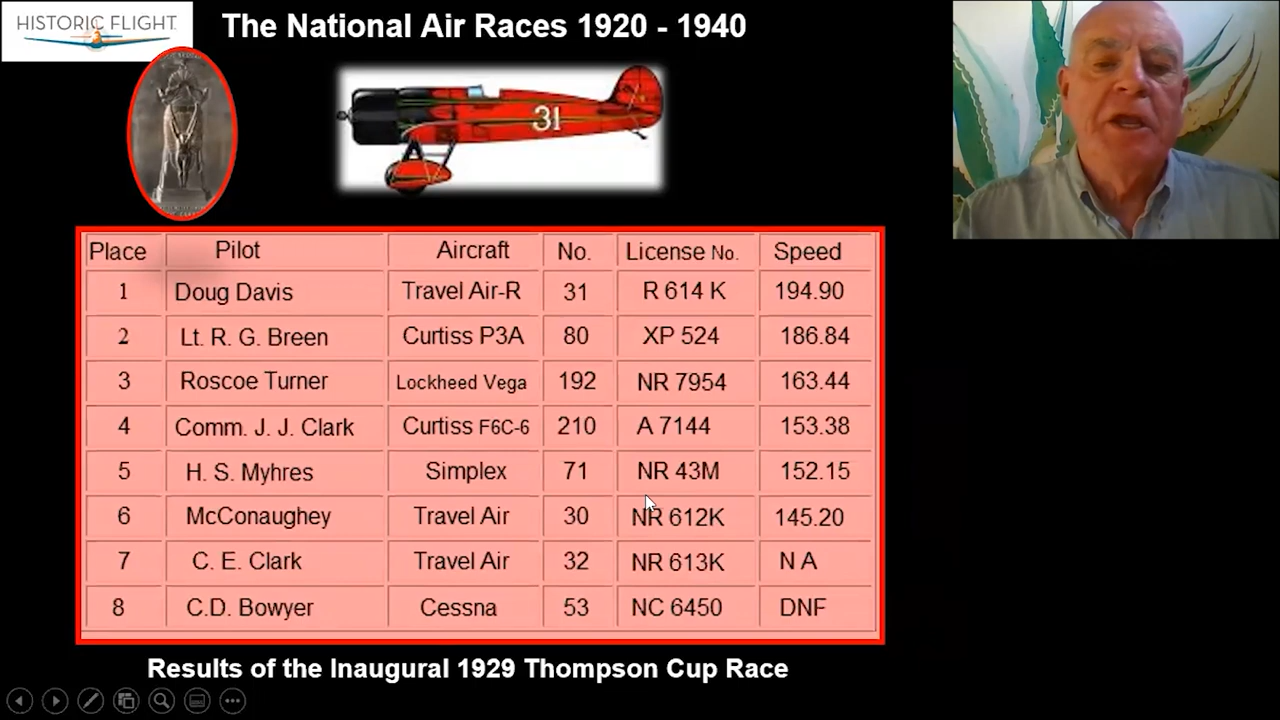 HISTORIC FLIGHT
The National Air Races 1920 - 1940
31
Place Pilot Aircraft No. License No. Speed
1 Doug Davis Travel Air-R 31 R 614 K 194.90
2 Lt. R. G. Breen Curtiss P3A 80 XP 524 186.84
3 Roscoe Turner Lockheed Vega 192 NR 7954 163.44
4 Comm. J. J. Clark Curtiss F6C-6 210 A 7144 153.38
5 H. S. Myhres Simplex 71 NR 43M 152.15
6 McConaughey Travel Air 30 NR 612K 145.20
7 C. E. Clark Travel Air 32 NR 613K N A
8 C.D. Bowyer Cessna 53 NC 6450 DNF
Results of the Inaugural 1929 Thompson Cup Race